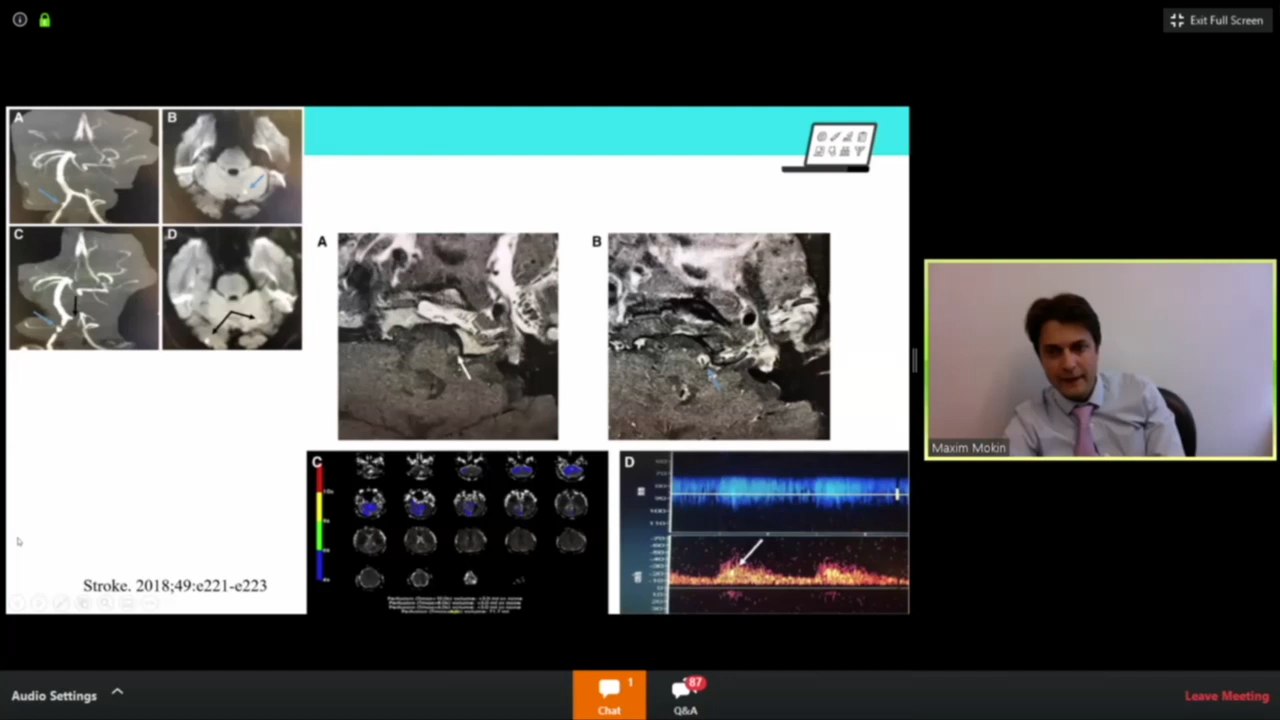 Exit Full Screen
A
B
C
D
A
B
C
D
Stroke. 2018;49:e221-e223
Maxim Mokin
Audio Settings
1
Chat
87
Q&A
Leave Meeting